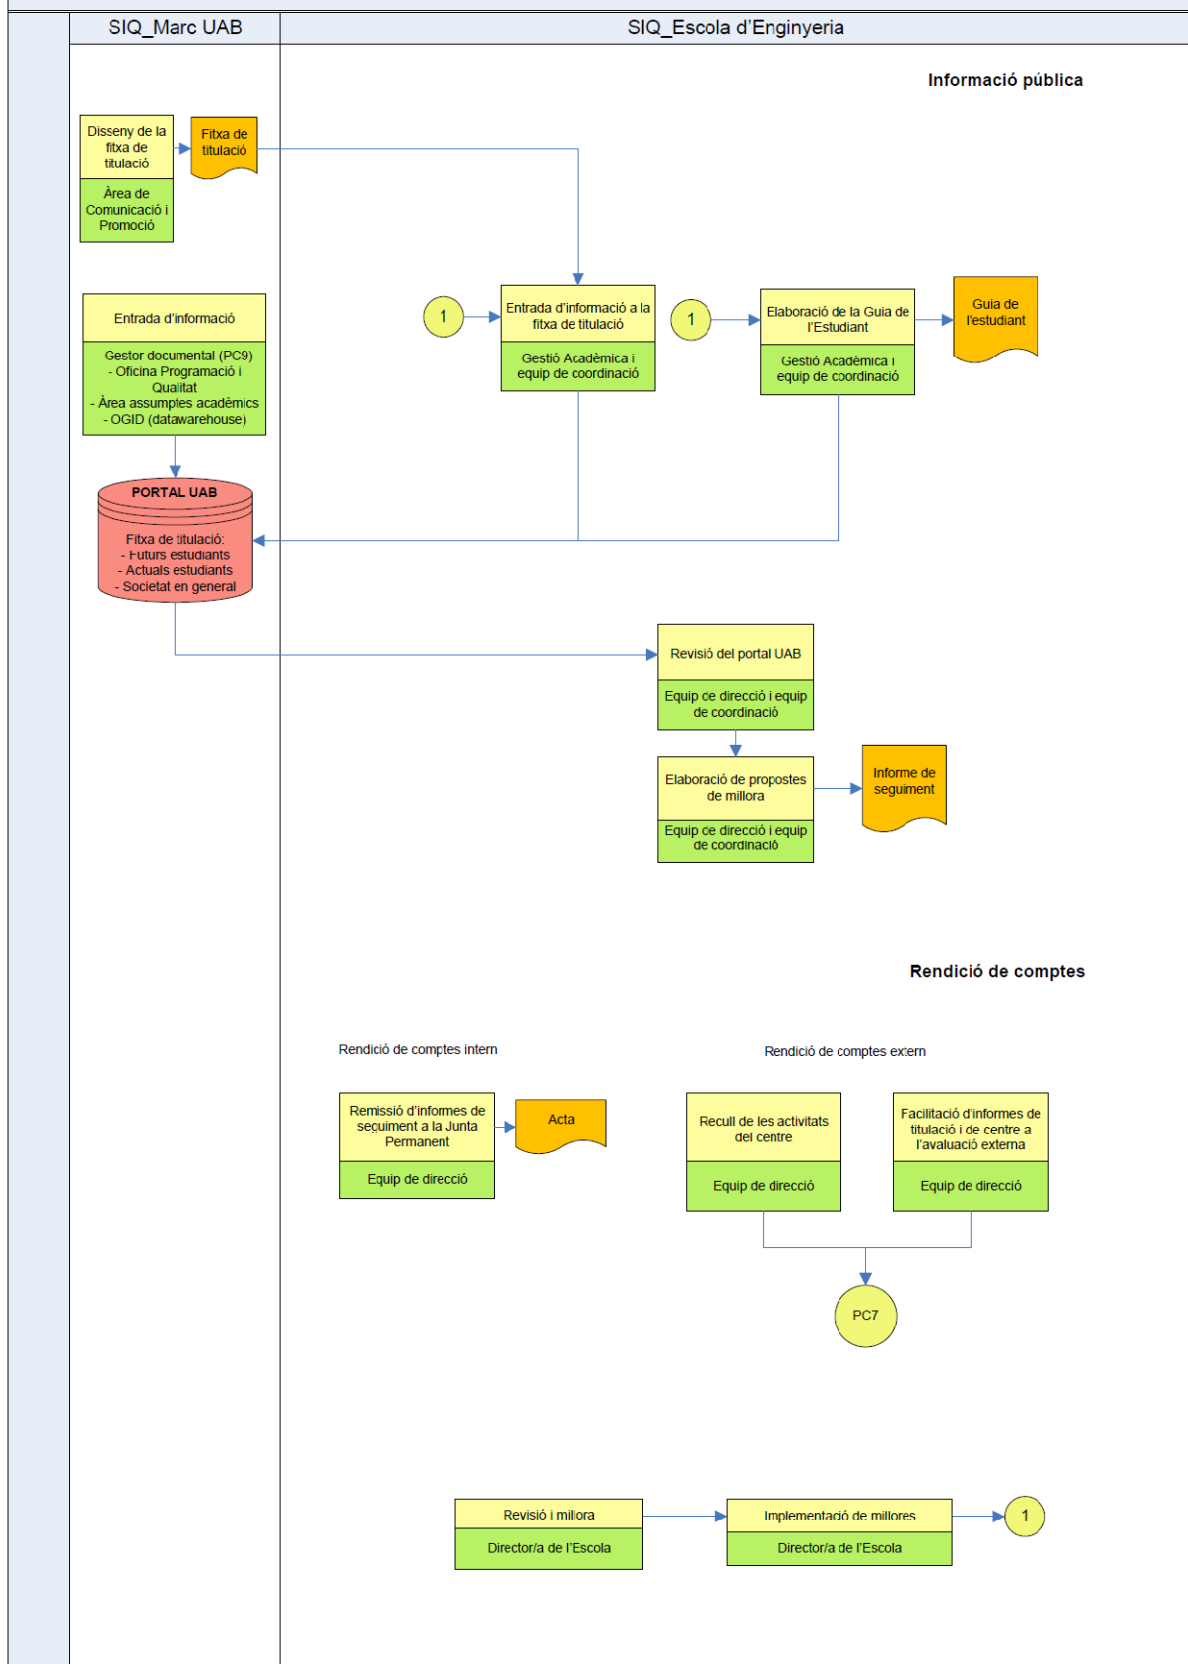 SIQ_Marc UAB
SIQ_Escola d'Enginyeria
Informació pública
Disseny de la
fitxa de
titulació
Àrea de
Comunicació i
Promoció
Fitxa de
titulació
Entrada d'informació
Gestor documental (PC9)
- Oficina Programació i
Qualitat
- Àrea assumptes acadèmics
- OGID (datawarehouse)
1
Entrada d'informació a la
fitxa de titulació
Gestió Acadèmica i
equip de coordinació
1
Elaboració de la Guia de
l'Estudiant
Gestió Acadèmica i
equip de coordinació
Guia de
l'estudiant
PORTAL UAB
Fitxa de titulació:
- Futurs estudiants
- Actuals estudiants
- Societat en general
Revisió del portal UAB
Equip de direcció i equip
de coordinació
Elaboració de propostes
de millora
Equip de direcció i equip
de coordinació
Informe de
seguiment
Rendició de comptes
Rendició de comptes intern
Rendició de comptes extern
Remissió d'informes de
seguiment a la Junta
Permanent
Equip de direcció
Acta
Recull de les activitats
del centre
Equip de direcció
Facilitació d'informes de
titulació i de centre a
l'avaluació externa
Equip de direcció
PC7
Revisió i millora
Director/a de l'Escola
Implementació de millores
Director/a de l'Escola
1